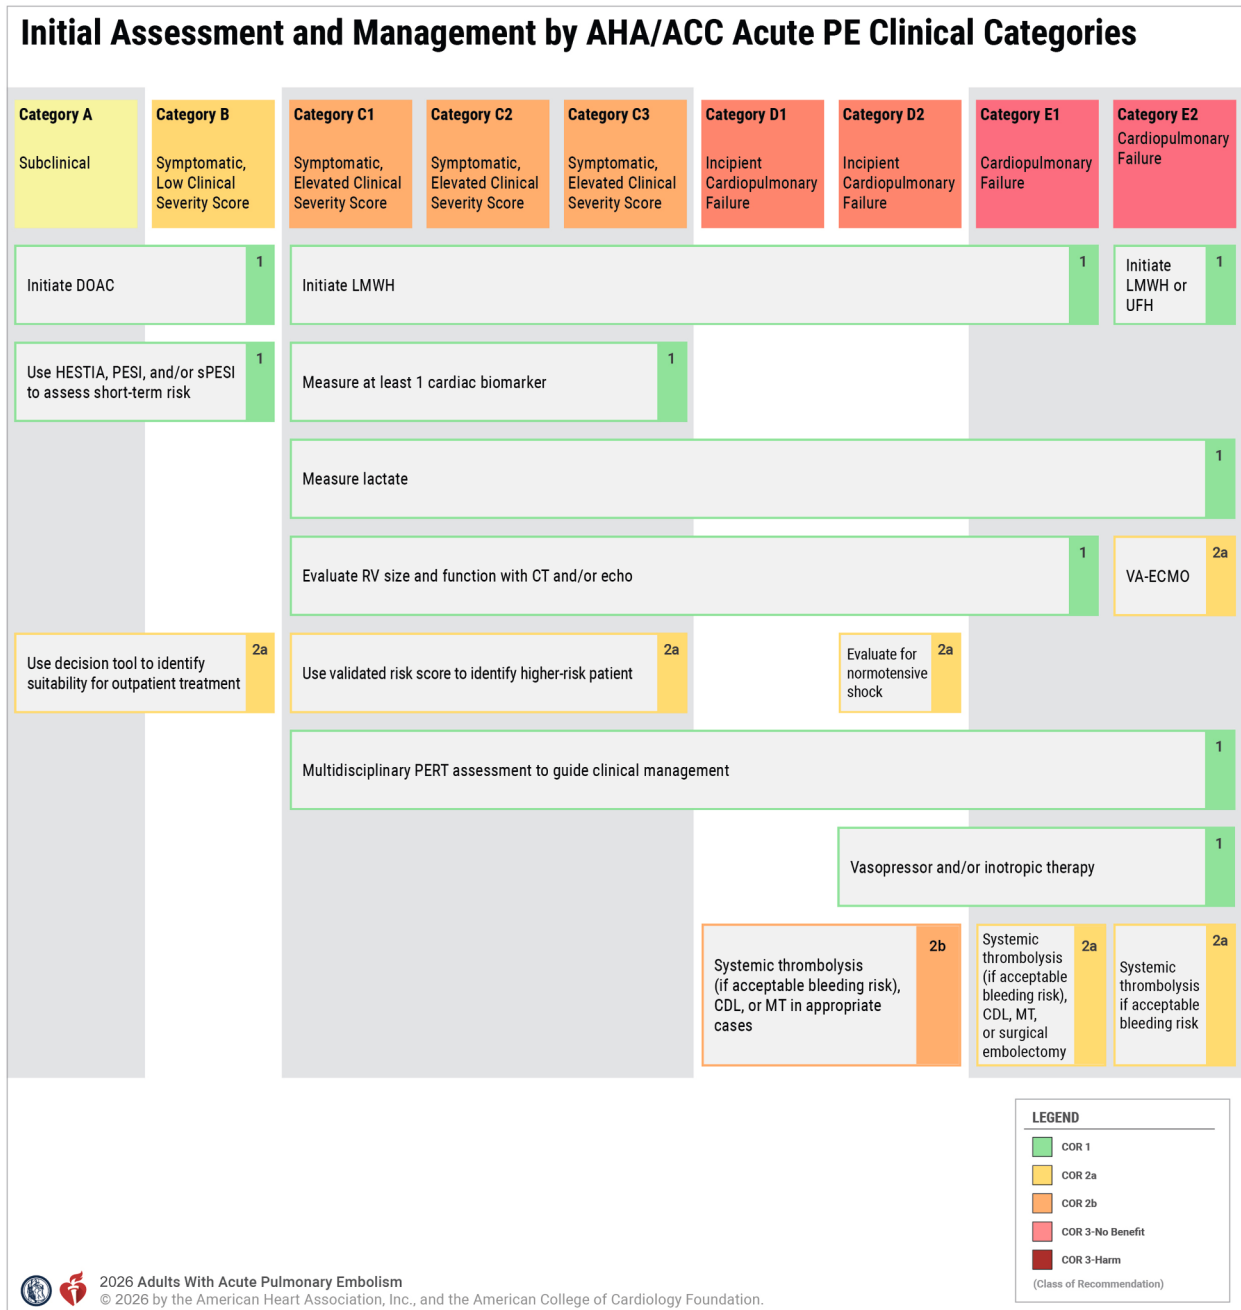 Initial Assessment and Management by AHA/ACC Acute PE Clinical Categories
Category A
Subclinical
Category B
Symptomatic,
Low Clinical
Severity Score
Category C1
Symptomatic,
Elevated Clinical
Severity Score
Category C2
Symptomatic,
Elevated Clinical
Severity Score
Category C3
Symptomatic,
Elevated Clinical
Severity Score
Category D1
Incipient
Cardiopulmonary
Failure
Category D2
Incipient
Cardiopulmonary
Failure
Category E1
Cardiopulmonary
Failure
Category E2
Cardiopulmonary
Failure
Initiate DOAC
1
Initiate LMWH
1
Initiate
LMWH or
UFH
1
Use HESTIA, PESI, and/or sPESI
to assess short-term risk
1
Measure at least 1 cardiac biomarker
1
Measure lactate
1
Evaluate RV size and function with CT and/or echo
1
VA-ECMO
2a
Use decision tool to identify
suitability for outpatient treatment
2a
Use validated risk score to identify higher-risk patient
2a
Evaluate for
normotensive
shock
2a
Multidisciplinary PERT assessment to guide clinical management
1
Vasopressor and/or inotropic therapy
1
Systemic thrombolysis
(if acceptable bleeding risk),
CDL, or MT in appropriate
cases
2b
Systemic
thrombolysis
(if acceptable
bleeding risk),
CDL, MT,
or surgical
embolectomy
2a
Systemic
thrombolysis
if acceptable
bleeding risk
2a
LEGEND
COR 1
COR 2a
COR 2b
COR 3-No Benefit
COR 3-Harm
(Class of Recommendation)
2026 Adults With Acute Pulmonary Embolism
© 2026 by the American Heart Association, Inc., and the American College of Cardiology Foundation.